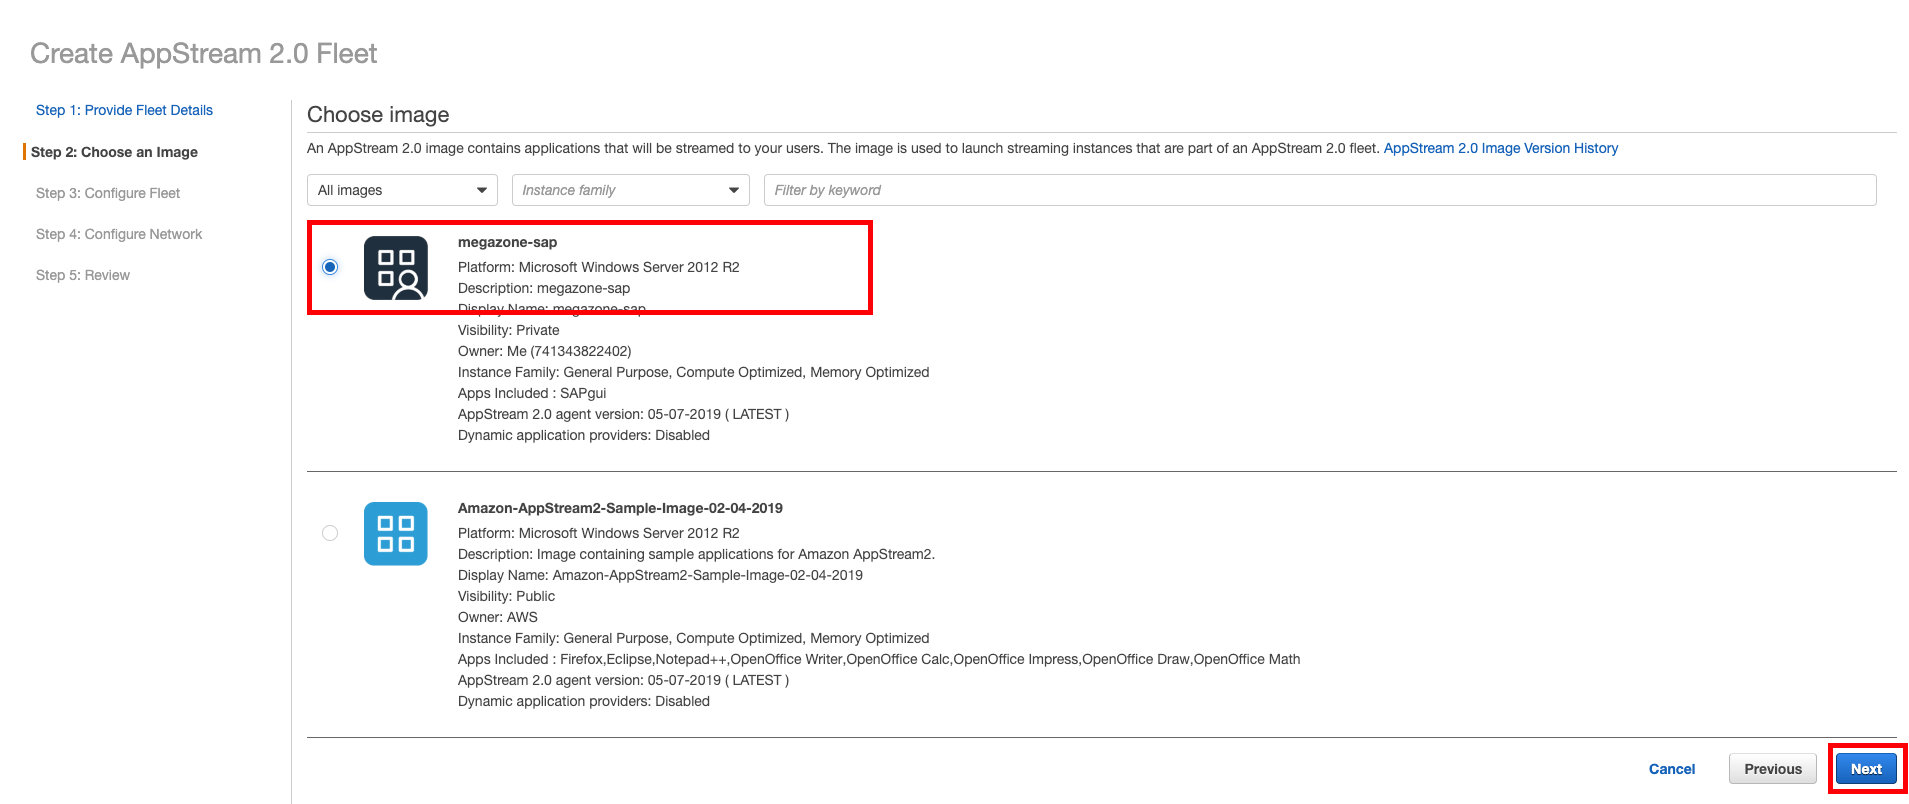 Create AppStream 2.0 Fleet
Step 1: Provide Fleet Details
Step 2: Choose an Image
Step 3: Configure Fleet
Step 4: Configure Network
Step 5: Review
Choose image
An AppStream 2.0 image contains applications that will be streamed to your users. The image is used to launch streaming instances that are part of an AppStream 2.0 fleet. AppStream 2.0 Image Version History
All images
Instance family
Filter by keyword
megazone-sap
Platform: Microsoft Windows Server 2012 R2
Description: megazone-sap
Display Name: megazone-sap
Visibility: Private
Owner: Me (741343822402)
Instance Family: General Purpose, Compute Optimized, Memory Optimized
Apps Included : SAPgui
AppStream 2.0 agent version: 05-07-2019 ( LATEST )
Dynamic application providers: Disabled
Amazon-AppStream2-Sample-Image-02-04-2019
Platform: Microsoft Windows Server 2012 R2
Description: Image containing sample applications for Amazon AppStream2.
Display Name: Amazon-AppStream2-Sample-Image-02-04-2019
Visibility: Public
Owner: AWS
Instance Family: General Purpose, Compute Optimized, Memory Optimized
Apps Included : Firefox,Eclipse,Notepad++,OpenOffice Writer,OpenOffice Calc,OpenOffice Impress,OpenOffice Draw,OpenOffice Math
AppStream 2.0 agent version: 05-07-2019 ( LATEST )
Dynamic application providers: Disabled
Cancel
Previous
Next